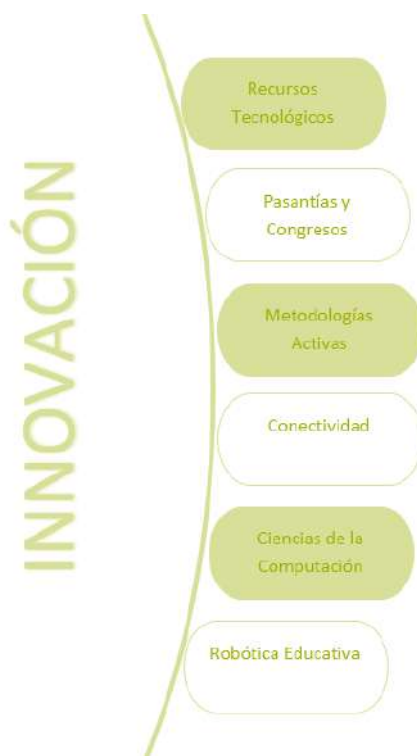 INNOVACIÓN
Recursos
Tecnológicos
Pasantías y
Congresos
Metodologías
Activas
Conectividad
Ciencias de la
Computación
Robótica Educativa